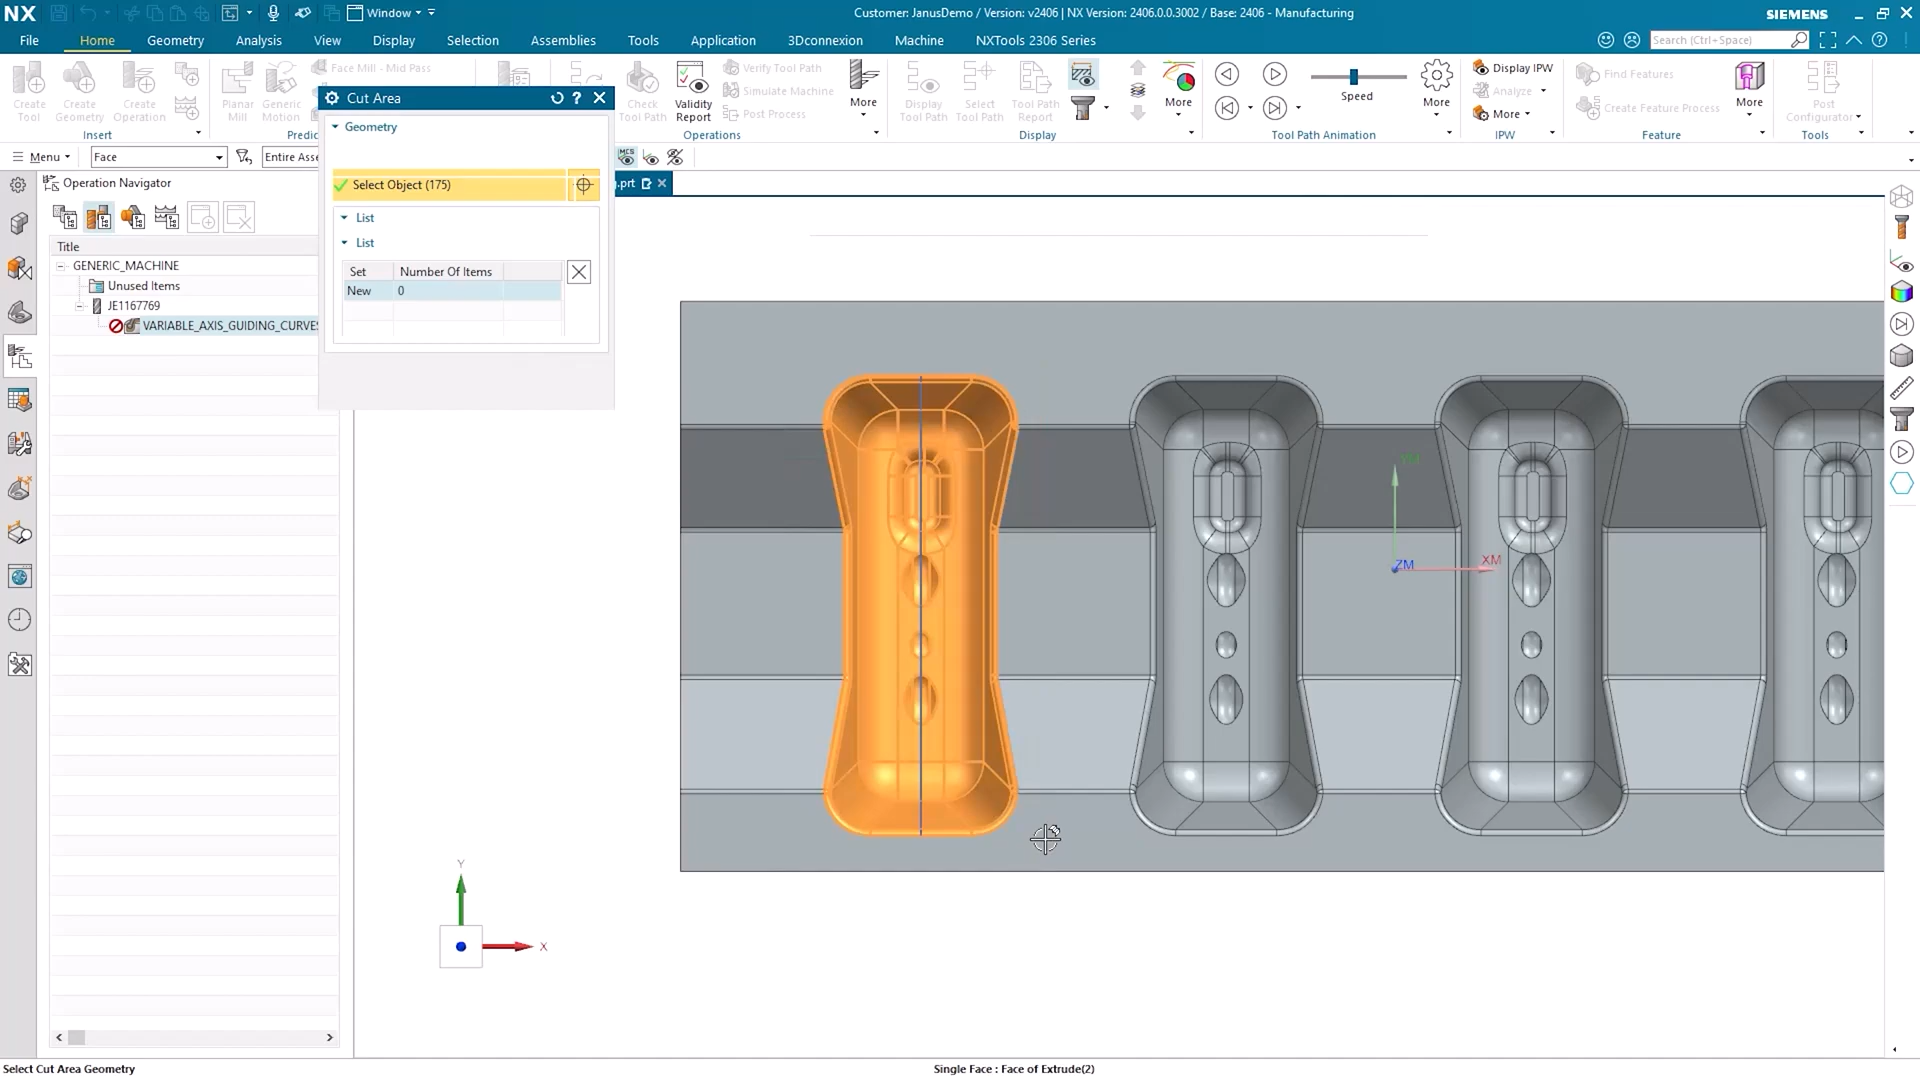 NX
Window
Customer: JanusDemo / Version: v2406 | NX Version: 2406.0.0.3002 / Base: 2406 - Manufacturing
SIEMENS
File
Home
Geometry
Analysis
View
Display
Selection
Assemblies
Tools
Application
3Dconnexion
Machine
NXTools 2306 Series
Search (Ctrl+Space)
Create Tool
Create Geometry
Create Operation
Insert
Planar Mill
Generic Motion
Face Mill - Mid Pass
Check Tool Path
Validity Report
Verify Tool Path
Simulate Machine
Post Process
More
Operations
Display Tool Path
Select Tool Path
Tool Path Report
More
Display
Speed
More
Tool Path Animation
Display IPW
Analyze
More
IPW
Find Features
Create Feature Process
More
Feature
Post Configurator
Tools
Menu
Face
Entire Asse
MCS
.prt
Cut Area
Geometry
Select Object (175)
List
List
Set Number Of Items
New 0
Operation Navigator
Title
GENERIC_MACHINE
Unused Items
JE1167769
VARIABLE_AXIS_GUIDING_CURVES
YM
XM
ZM
Y
X
Select Cut Area Geometry
Single Face : Face of Extrude(2)